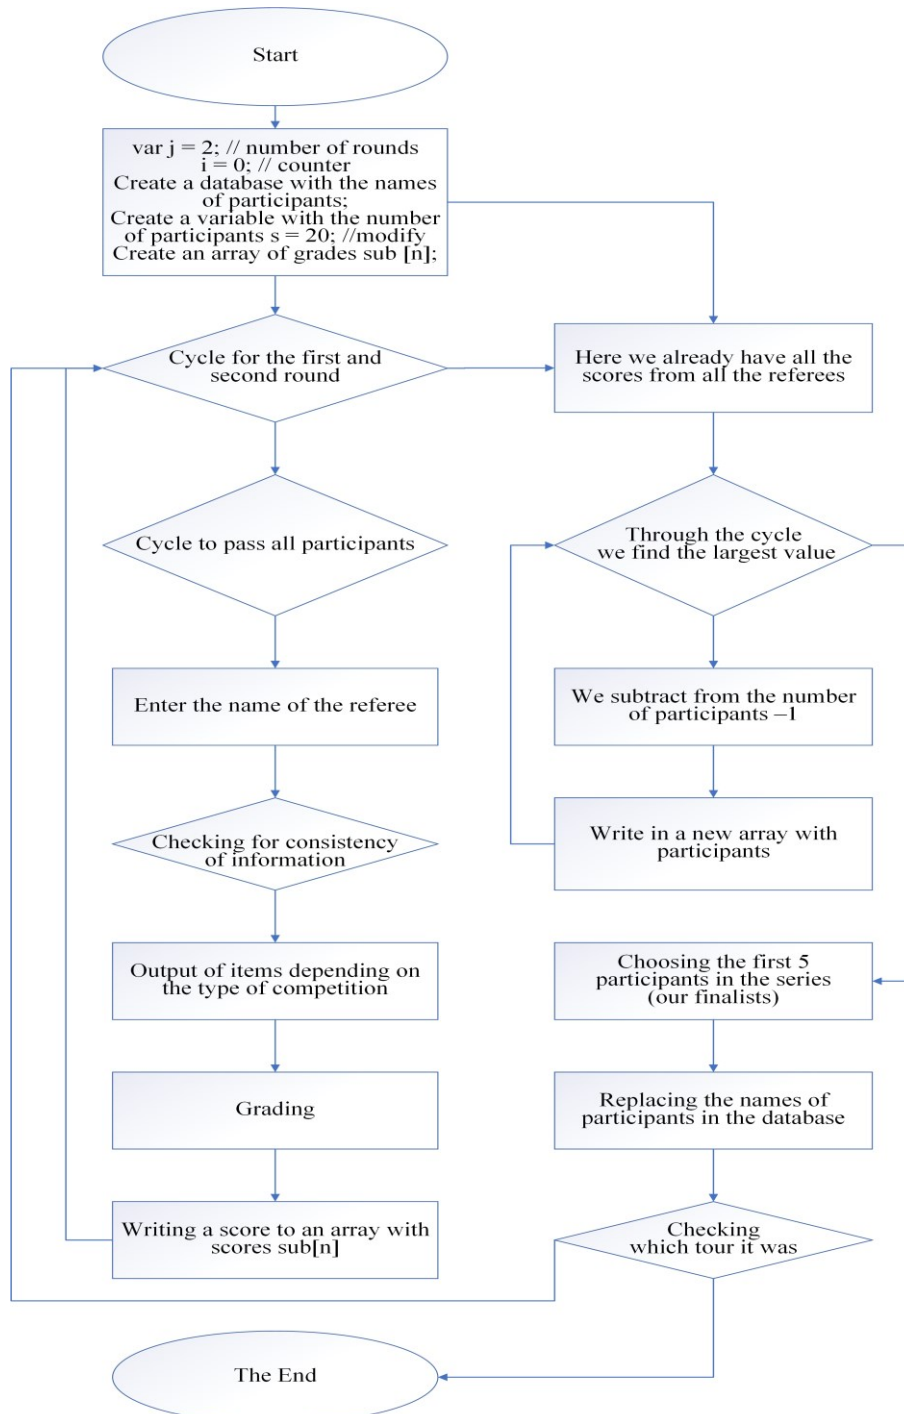 Start
var j = 2; // number of rounds
i = 0; // counter
Create a database with the names
of participants;
Create a variable with the number
of participants s = 20; //modify
Create an array of grades sub [n];
Cycle for the first and
second round
Cycle to pass all participants
Enter the name of the referee
Checking for consistency
of information
Output of items depending on
the type of competition
Grading
Writing a score to an array with
scores sub[n]
Here we already have all the
scores from all the referees
Through the cycle
we find the largest value
We subtract from the number
of participants –1
Write in a new array with
participants
Choosing the first 5
participants in the series
(our finalists)
Replacing the names of
participants in the database
Checking
which tour it was
The End